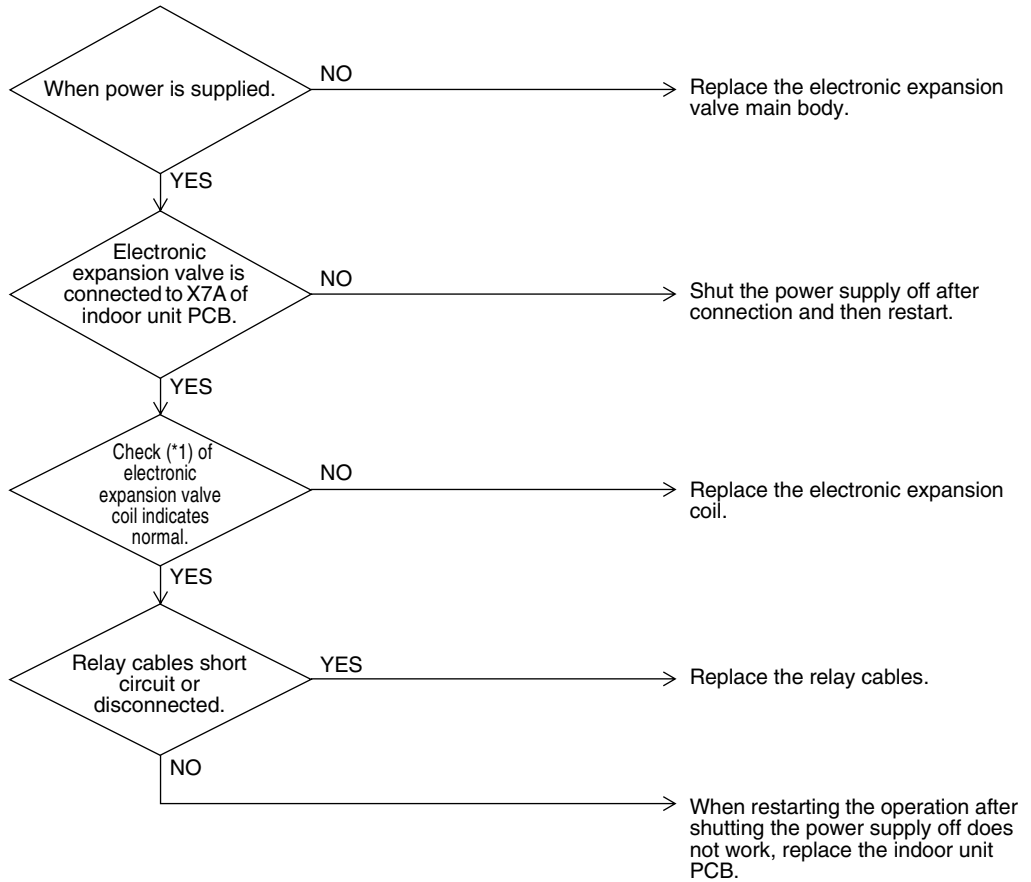 When power is supplied.
NO
Replace the electronic expansion
valve main body.
YES
Electronic
expansion valve is
connected to X7A of
indoor unit PCB.
NO
Shut the power supply off after
connection and then restart.
YES
Check (*1) of
electronic
expansion valve
coil indicates
normal.
NO
Replace the electronic expansion
coil.
YES
Relay cables short
circuit or
disconnected.
YES
Replace the relay cables.
NO
When restarting the operation after
shutting the power supply off does
not work, replace the indoor unit
PCB.